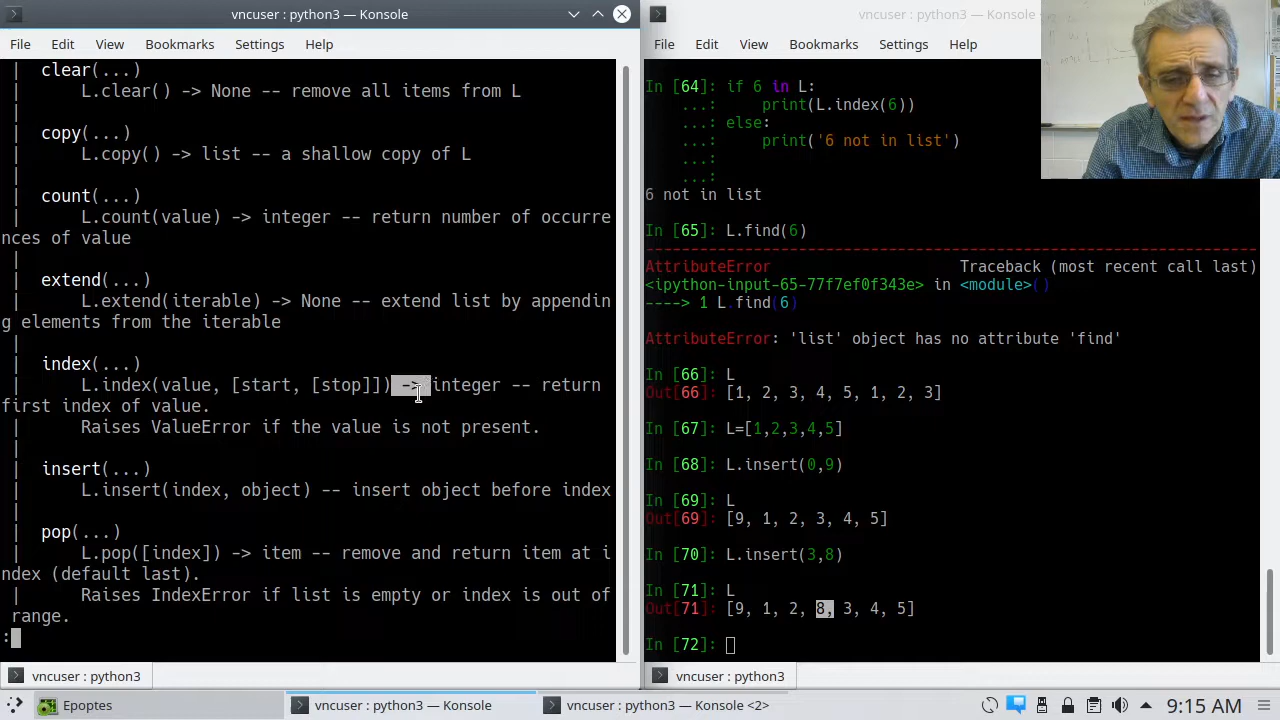 vncuser : python3 — Konsole
File Edit View Bookmarks Settings Help
| clear(...)
| L.clear() -> None -- remove all items from L
|
| copy(...)
| L.copy() -> list -- a shallow copy of L
|
| count(...)
| L.count(value) -> integer -- return number of occurre
nces of value
|
| extend(...)
| L.extend(iterable) -> None -- extend list by appendin
g elements from the iterable
|
| index(...)
| L.index(value, [start, [stop]]) -> integer -- return
first index of value.
| Raises ValueError if the value is not present.
|
| insert(...)
| L.insert(index, object) -- insert object before index
|
| pop(...)
| L.pop([index]) -> item -- remove and return item at i
ndex (default last).
| Raises IndexError if list is empty or index is out of
range.
:
vncuser : python3
vncuser : python3 — Konsole
File Edit View Bookmarks Settings Help
In [64]: if 6 in L:
...: print(L.index(6))
...: else:
...: print('6 not in list')
...:
...:
6 not in list
In [65]: L.find(6)
---------------------------------------------------------------------------
AttributeError Traceback (most recent call last)
<ipython-input-65-77f7ef0f343e> in <module>()
----> 1 L.find(6)
AttributeError: 'list' object has no attribute 'find'
In [66]: L
Out[66]: [1, 2, 3, 4, 5, 1, 2, 3]
In [67]: L=[1,2,3,4,5]
In [68]: L.insert(0,9)
In [69]: L
Out[69]: [9, 1, 2, 3, 4, 5]
In [70]: L.insert(3,8)
In [71]: L
Out[71]: [9, 1, 2, 8, 3, 4, 5]
In [72]:
vncuser : python3
Epoptes
vncuser : python3 — Konsole
vncuser : python3 — Konsole <2>
9:15 AM